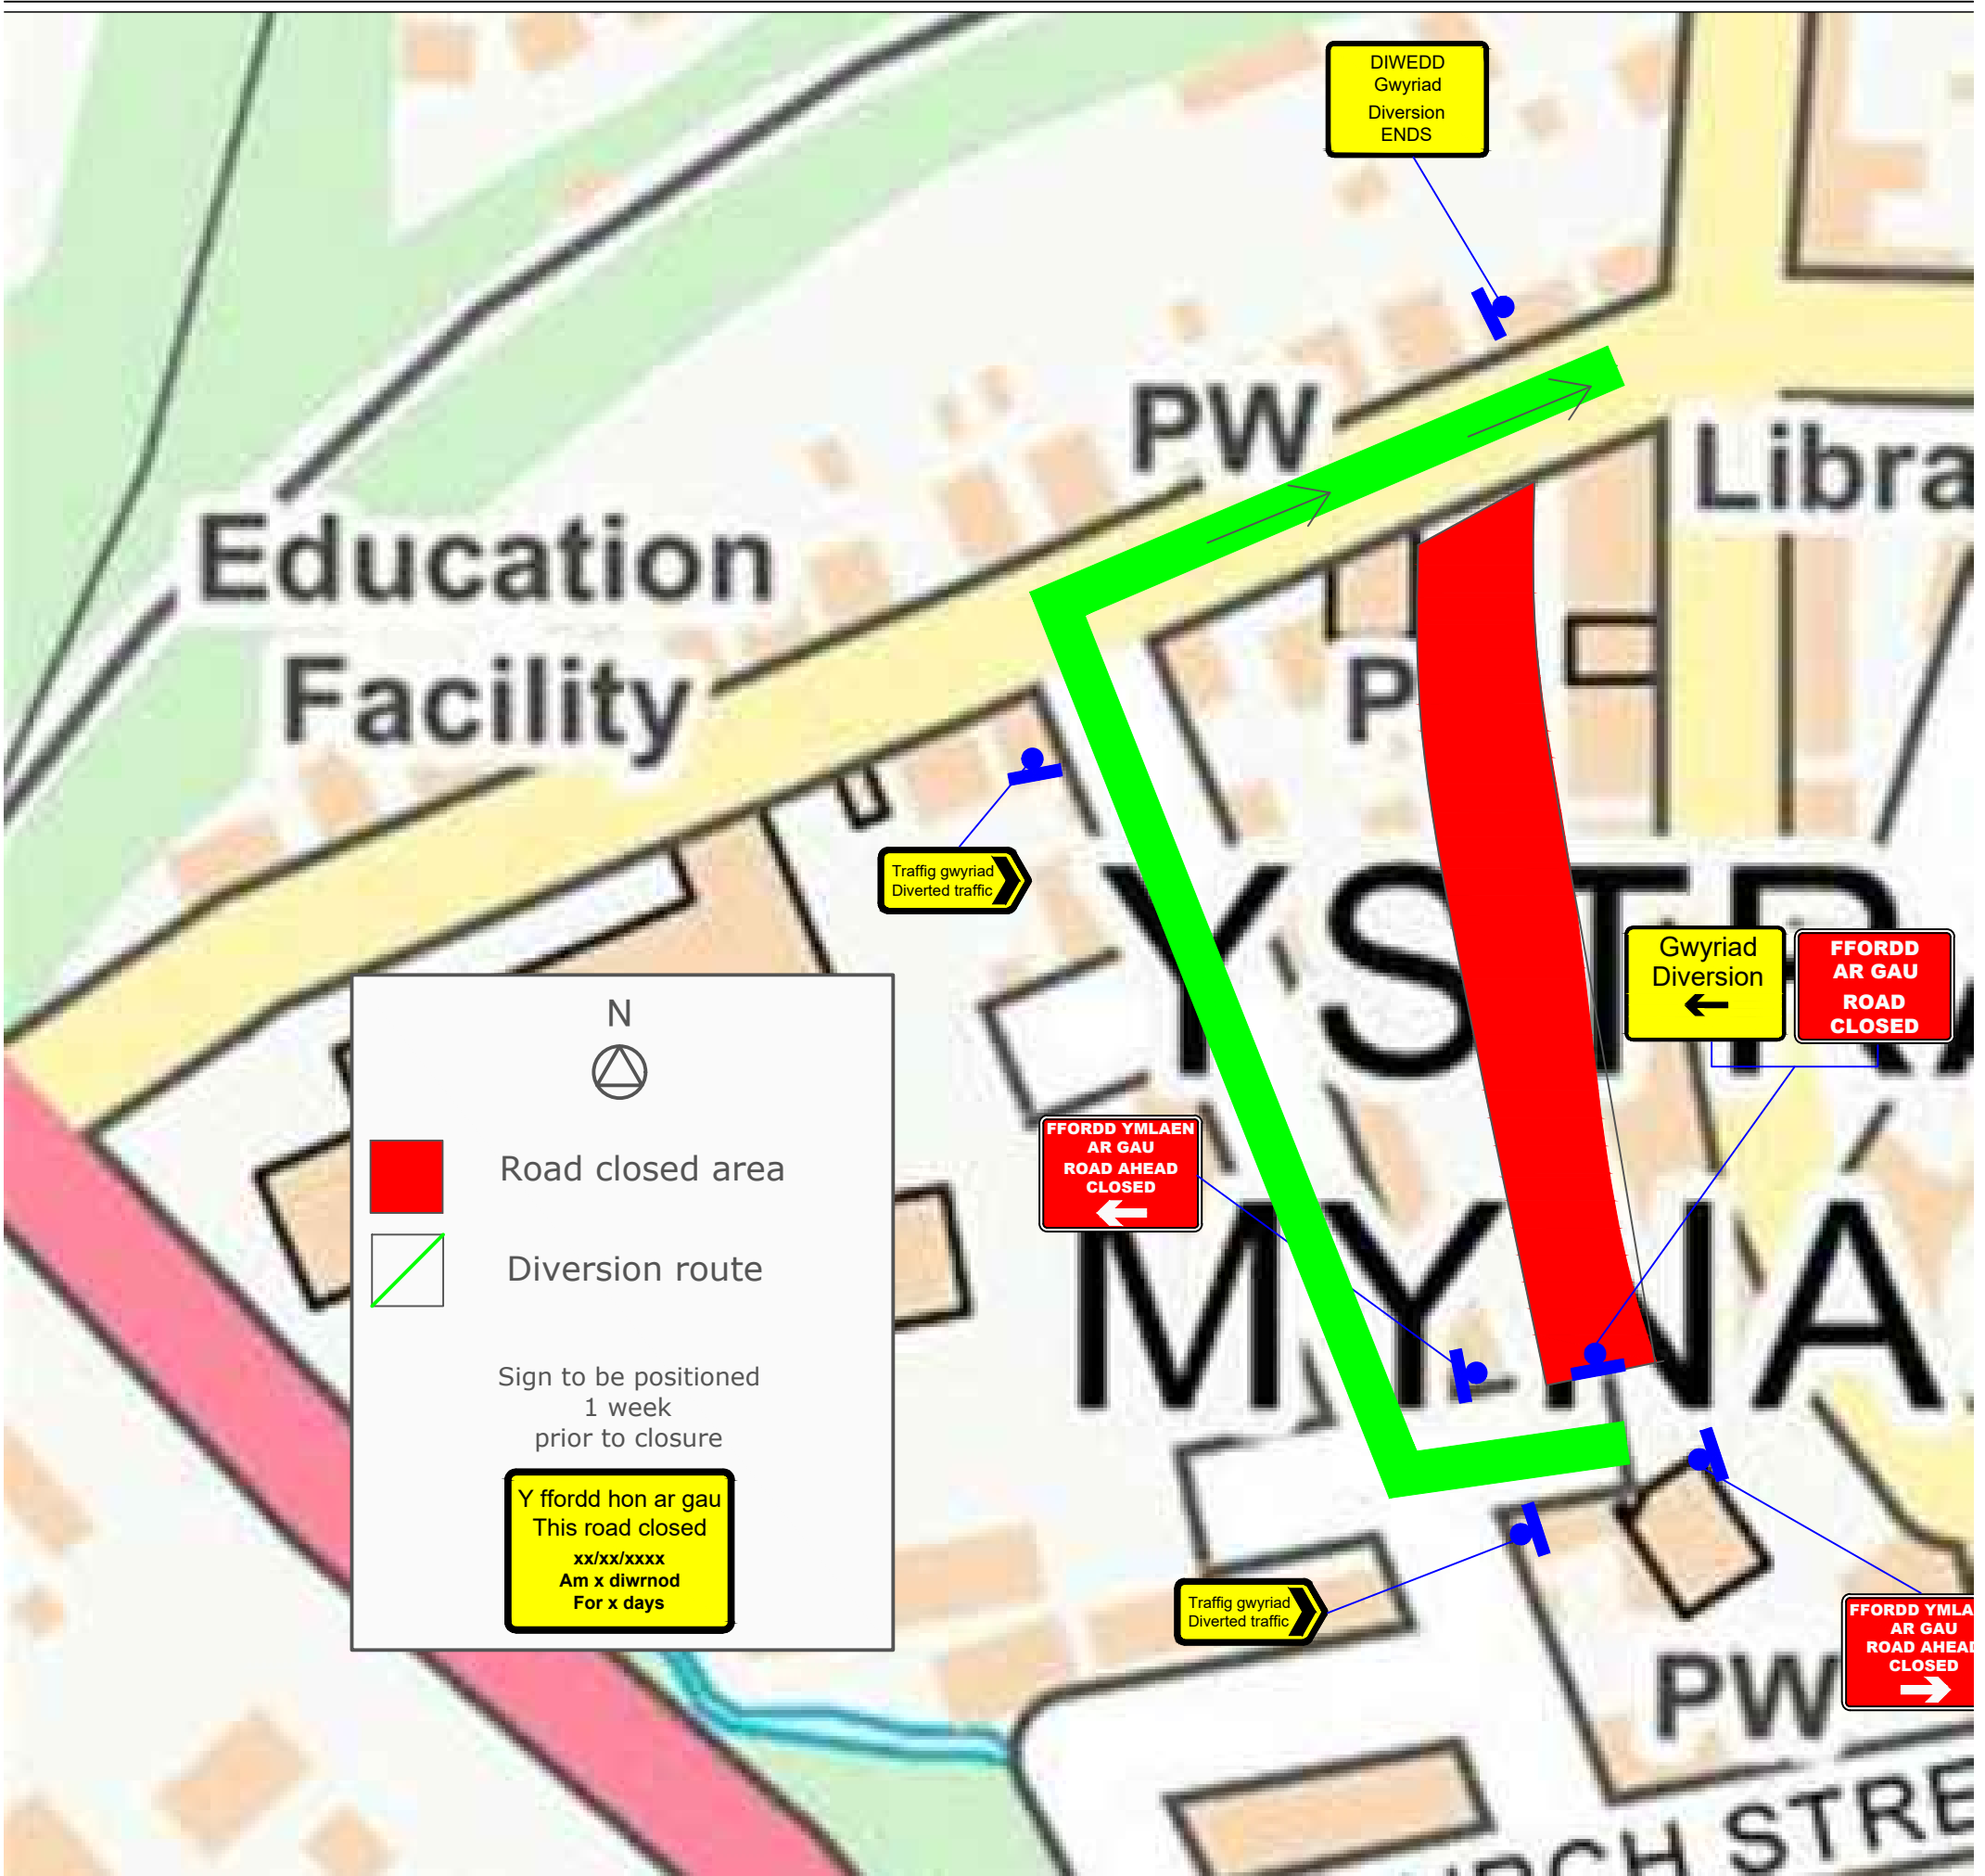 DIWEDD
Gwyriad
Diversion
ENDS
PW
Libra
Education
Facility
P
Traffig gwyriad
Diverted traffic
YSTRA
Gwyriad
Diversion
FFORDD
AR GAU
ROAD
CLOSED
N
Road closed area
Diversion route
FFORDD YMLAEN
AR GAU
ROAD AHEAD
CLOSED
MYNA
Sign to be positioned
1 week
prior to closure
Y ffordd hon ar gau
This road closed
xx/xx/xxxx
Am x diwrnod
For x days
Traffig gwyriad
Diverted traffic
FFORDD YMLA
AR GAU
ROAD AHEAD
CLOSED
PW
RCH STRE